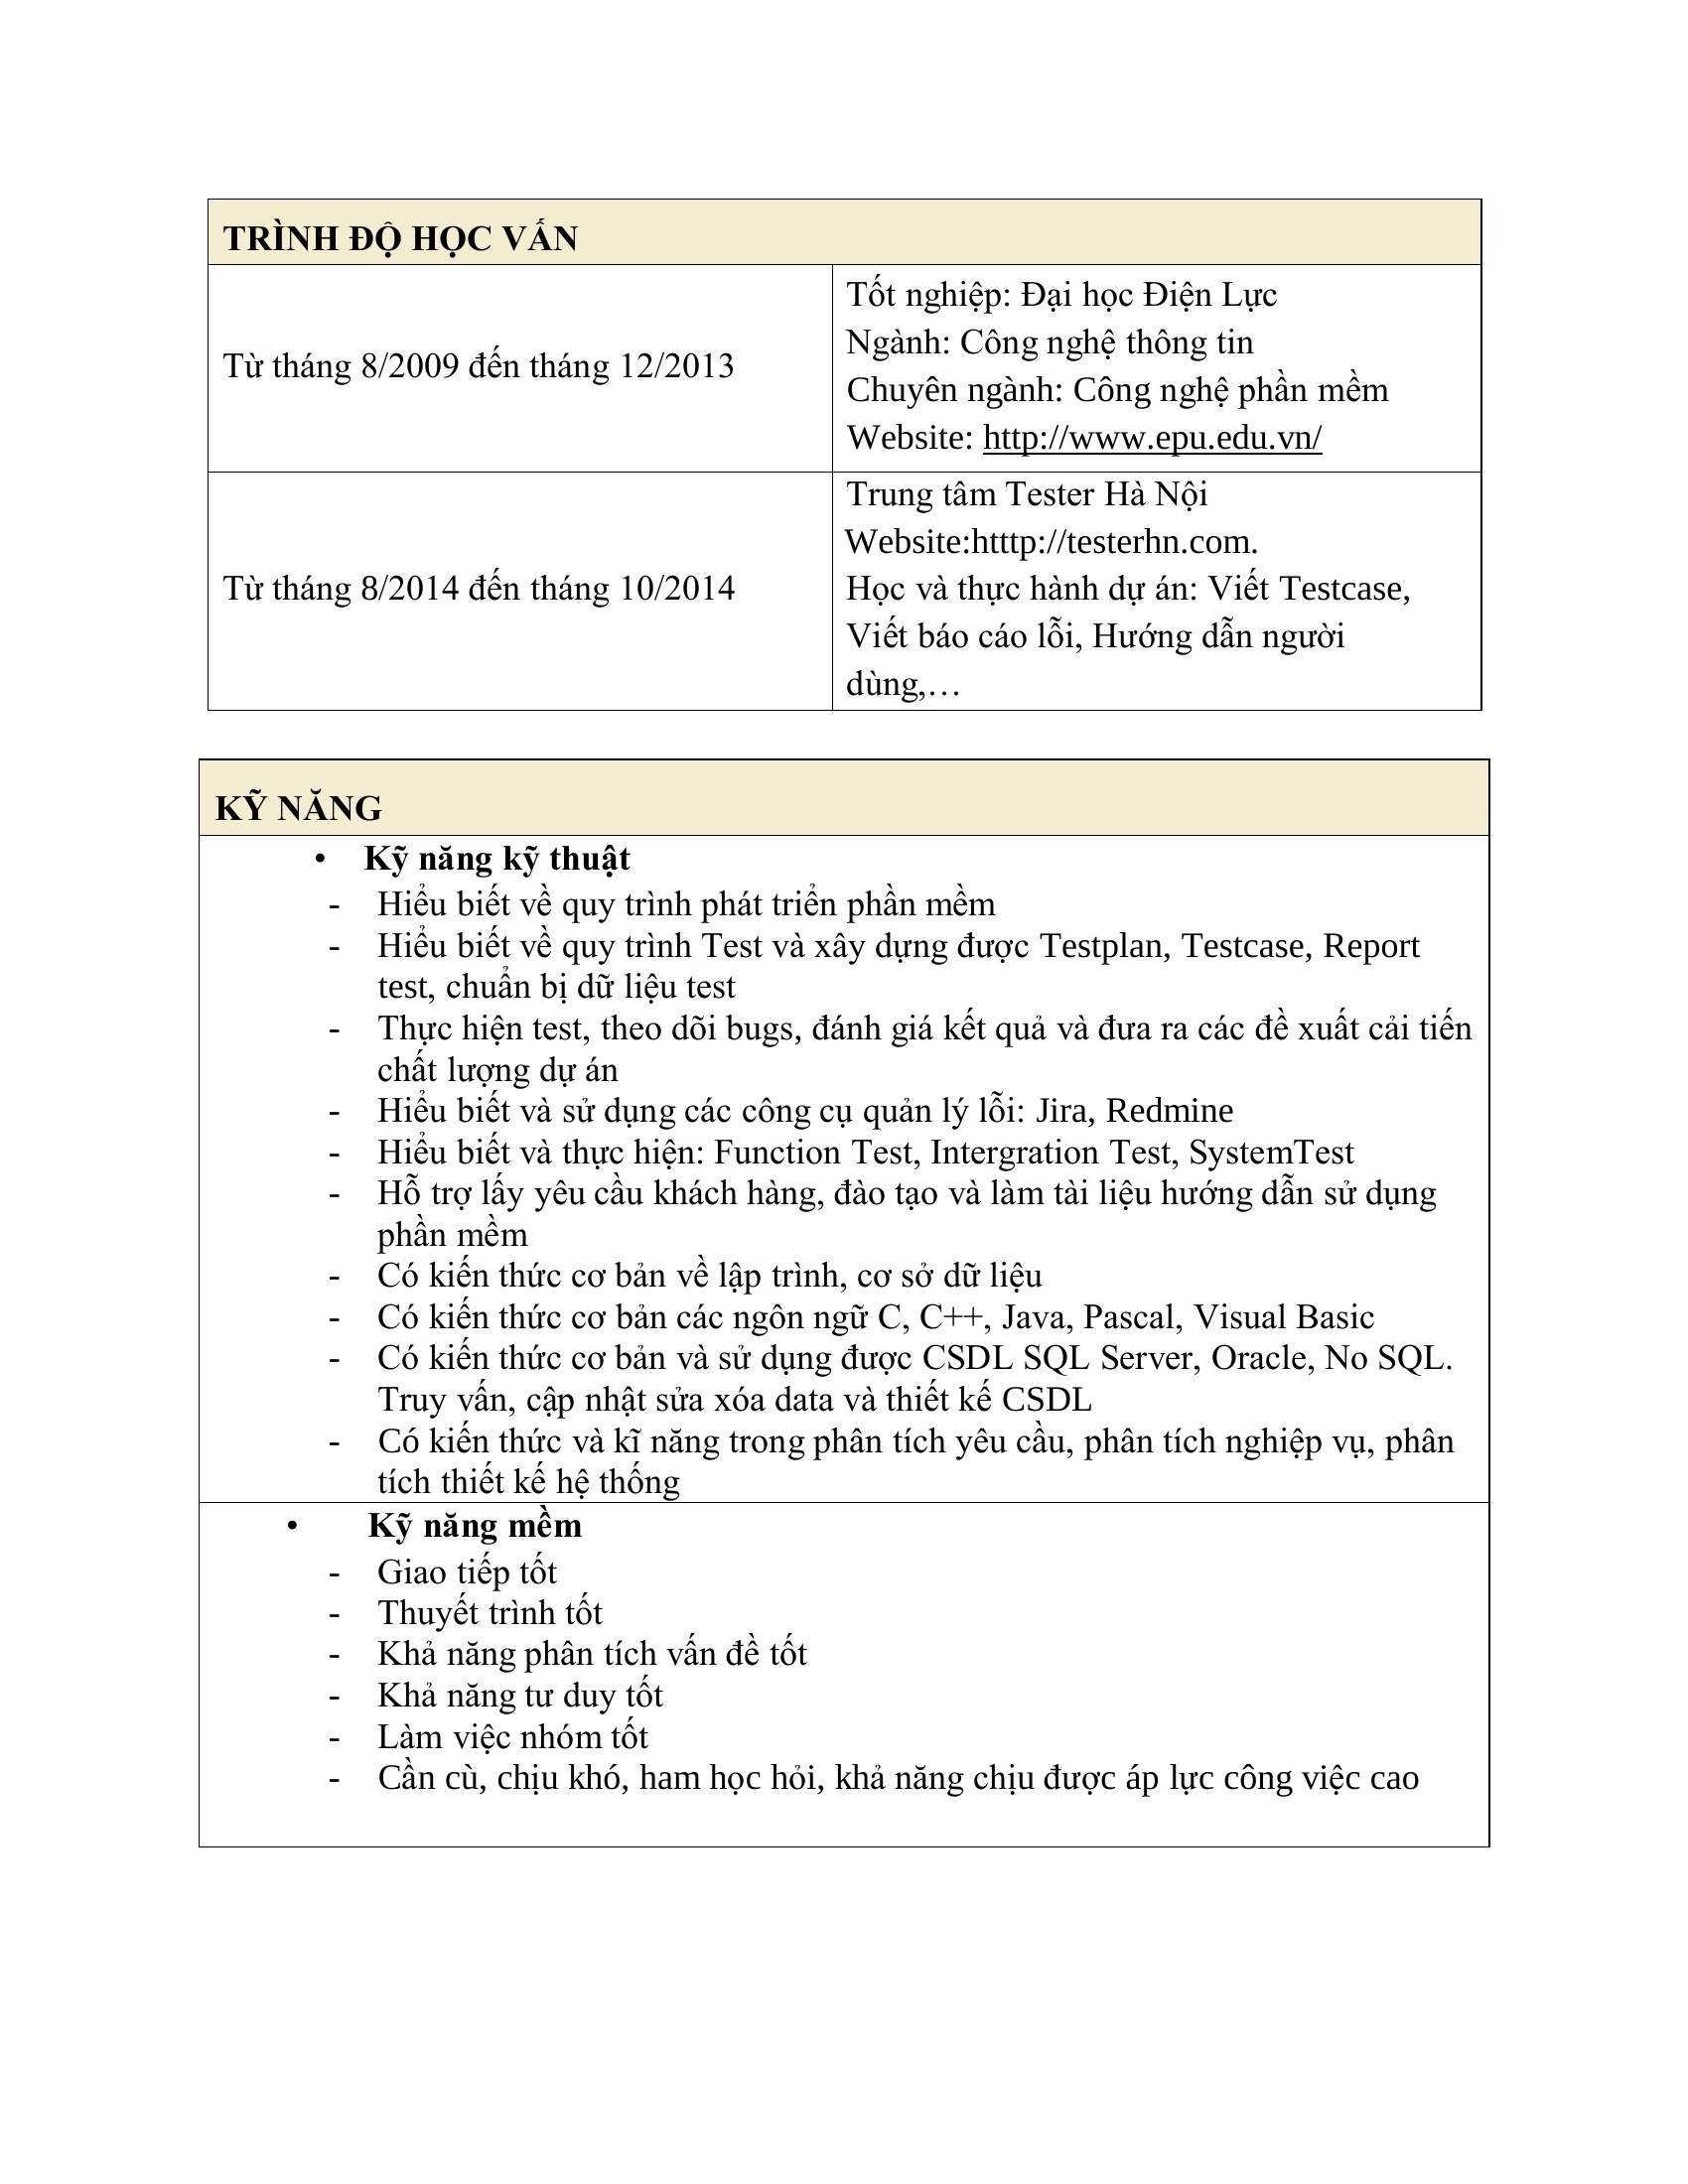 TRÌNH ĐỘ HỌC VẤN
Từ tháng 8/2009 đến tháng 12/2013
Tốt nghiệp: Đại học Điện Lực
Ngành: Công nghệ thông tin
Chuyên ngành: Công nghệ phần mềm
Website: http://www.epu.edu.vn/
Từ tháng 8/2014 đến tháng 10/2014
Trung tâm Tester Hà Nội
Website:htttp://testerhn.com.
Học và thực hành dự án: Viết Testcase,
Viết báo cáo lỗi, Hướng dẫn người
dùng,…
KỸ NĂNG
• Kỹ năng kỹ thuật
- Hiểu biết về quy trình phát triển phần mềm
- Hiểu biết về quy trình Test và xây dựng được Testplan, Testcase, Report
test, chuẩn bị dữ liệu test
- Thực hiện test, theo dõi bugs, đánh giá kết quả và đưa ra các đề xuất cải tiến
chất lượng dự án
- Hiểu biết và sử dụng các công cụ quản lý lỗi: Jira, Redmine
- Hiểu biết và thực hiện: Function Test, Intergration Test, SystemTest
- Hỗ trợ lấy yêu cầu khách hàng, đào tạo và làm tài liệu hướng dẫn sử dụng
phần mềm
- Có kiến thức cơ bản về lập trình, cơ sở dữ liệu
- Có kiến thức cơ bản các ngôn ngữ C, C++, Java, Pascal, Visual Basic
- Có kiến thức cơ bản và sử dụng được CSDL SQL Server, Oracle, No SQL.
Truy vấn, cập nhật sửa xóa data và thiết kế CSDL
- Có kiến thức và kĩ năng trong phân tích yêu cầu, phân tích nghiệp vụ, phân
tích thiết kế hệ thống
• Kỹ năng mềm
- Giao tiếp tốt
- Thuyết trình tốt
- Khả năng phân tích vấn đề tốt
- Khả năng tư duy tốt
- Làm việc nhóm tốt
- Cần cù, chịu khó, ham học hỏi, khả năng chịu được áp lực công việc cao